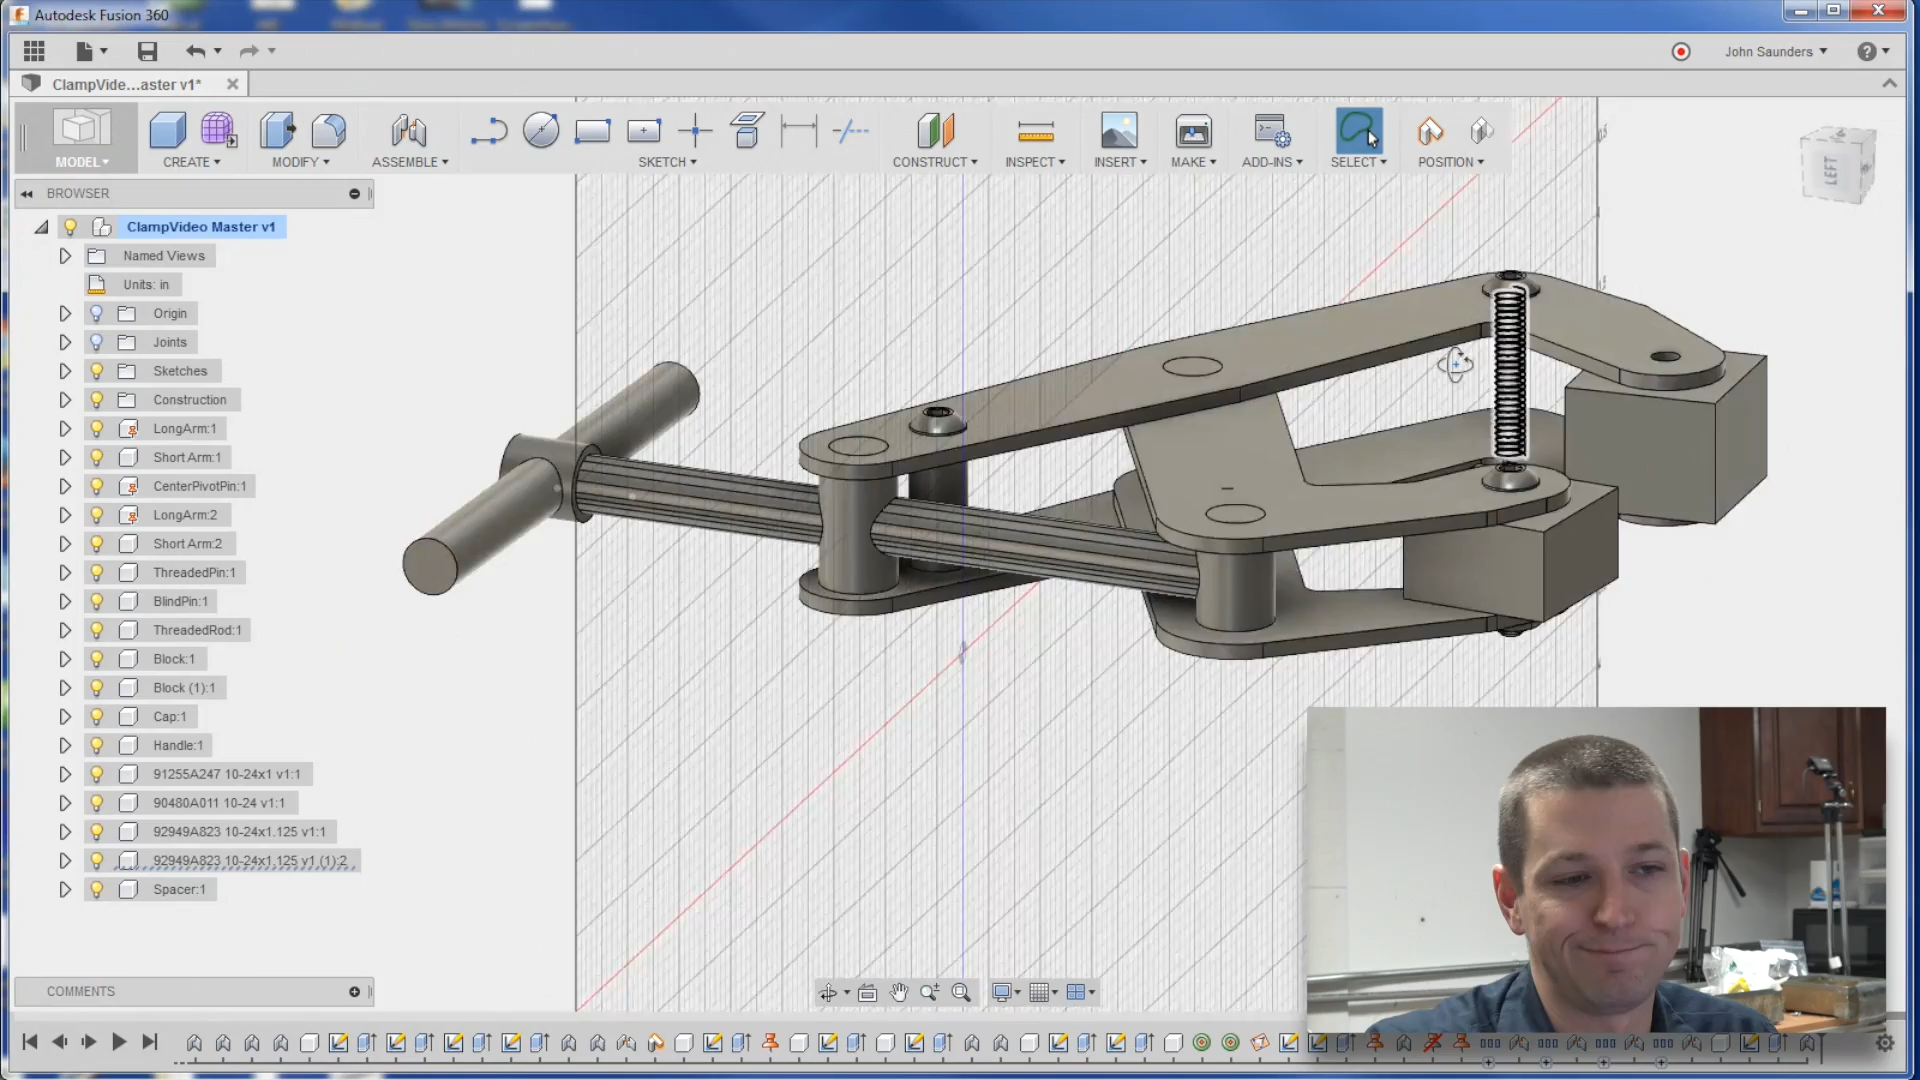 Autodesk Fusion 360
John Saunders
ClampVide...aster v1*
MODEL
CREATE
MODIFY
ASSEMBLE
SKETCH
CONSTRUCT
INSPECT
INSERT
MAKE
ADD-INS
SELECT
POSITION
LEFT
BROWSER
ClampVideo Master v1
Named Views
Units: in
Origin
Joints
Sketches
Construction
LongArm:1
Short Arm:1
CenterPivotPin:1
LongArm:2
Short Arm:2
ThreadedPin:1
BlindPin:1
ThreadedRod:1
Block:1
Block (1):1
Cap:1
Handle:1
91255A247 10-24x1 v1:1
90480A011 10-24 v1:1
92949A823 10-24x1.125 v1:1
92949A823 10-24x1.125 v1 (1):2
Spacer:1
COMMENTS